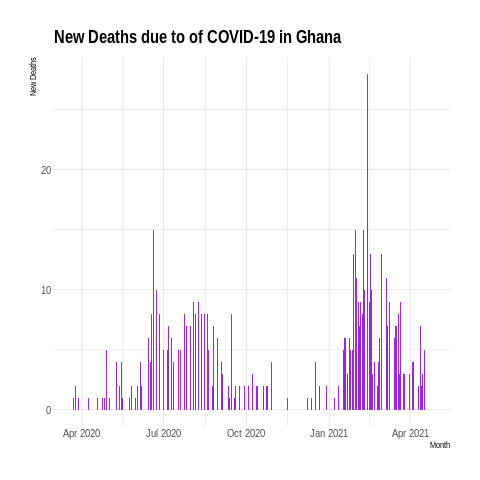 New Deaths due to of COVID-19 in Ghana
New Deaths
20
10
0
Apr 2020 Jul 2020 Oct 2020 Jan 2021 Apr 2021
Month